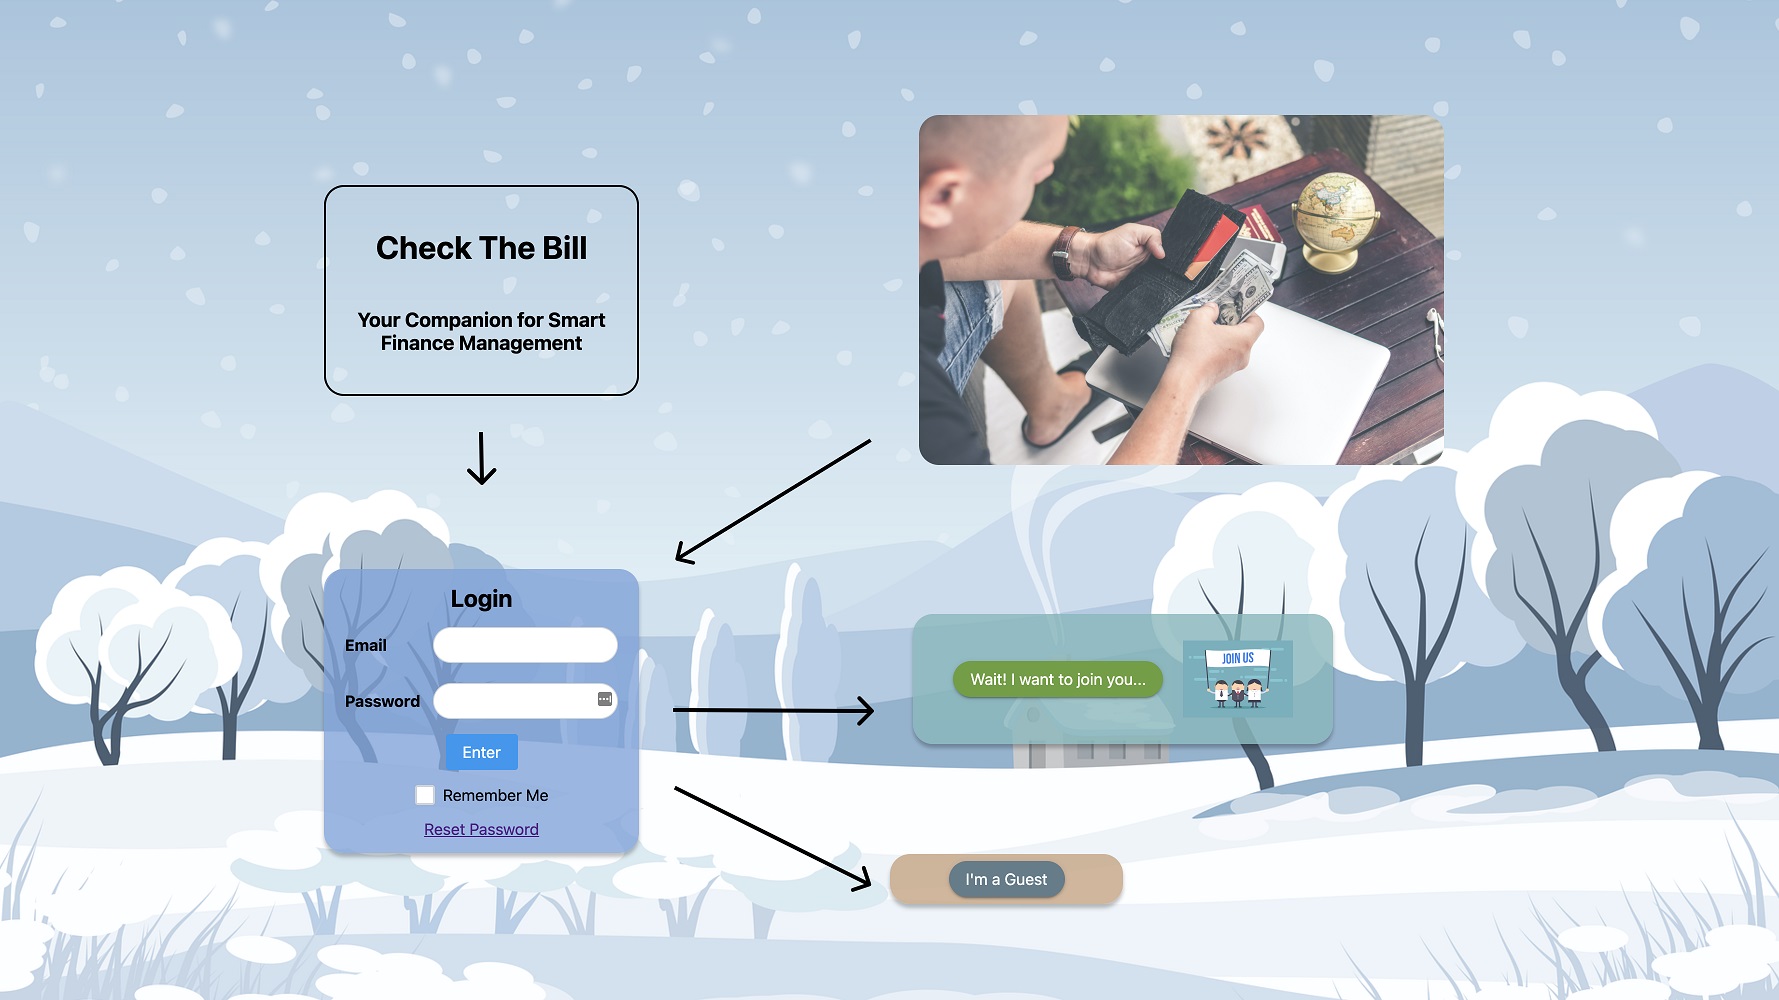 Check The Bill
Your Companion for Smart
Finance Management
Login
Email
Password
Enter
Remember Me
Reset Password
Wait! I want to join you...
JOIN US
I'm a Guest